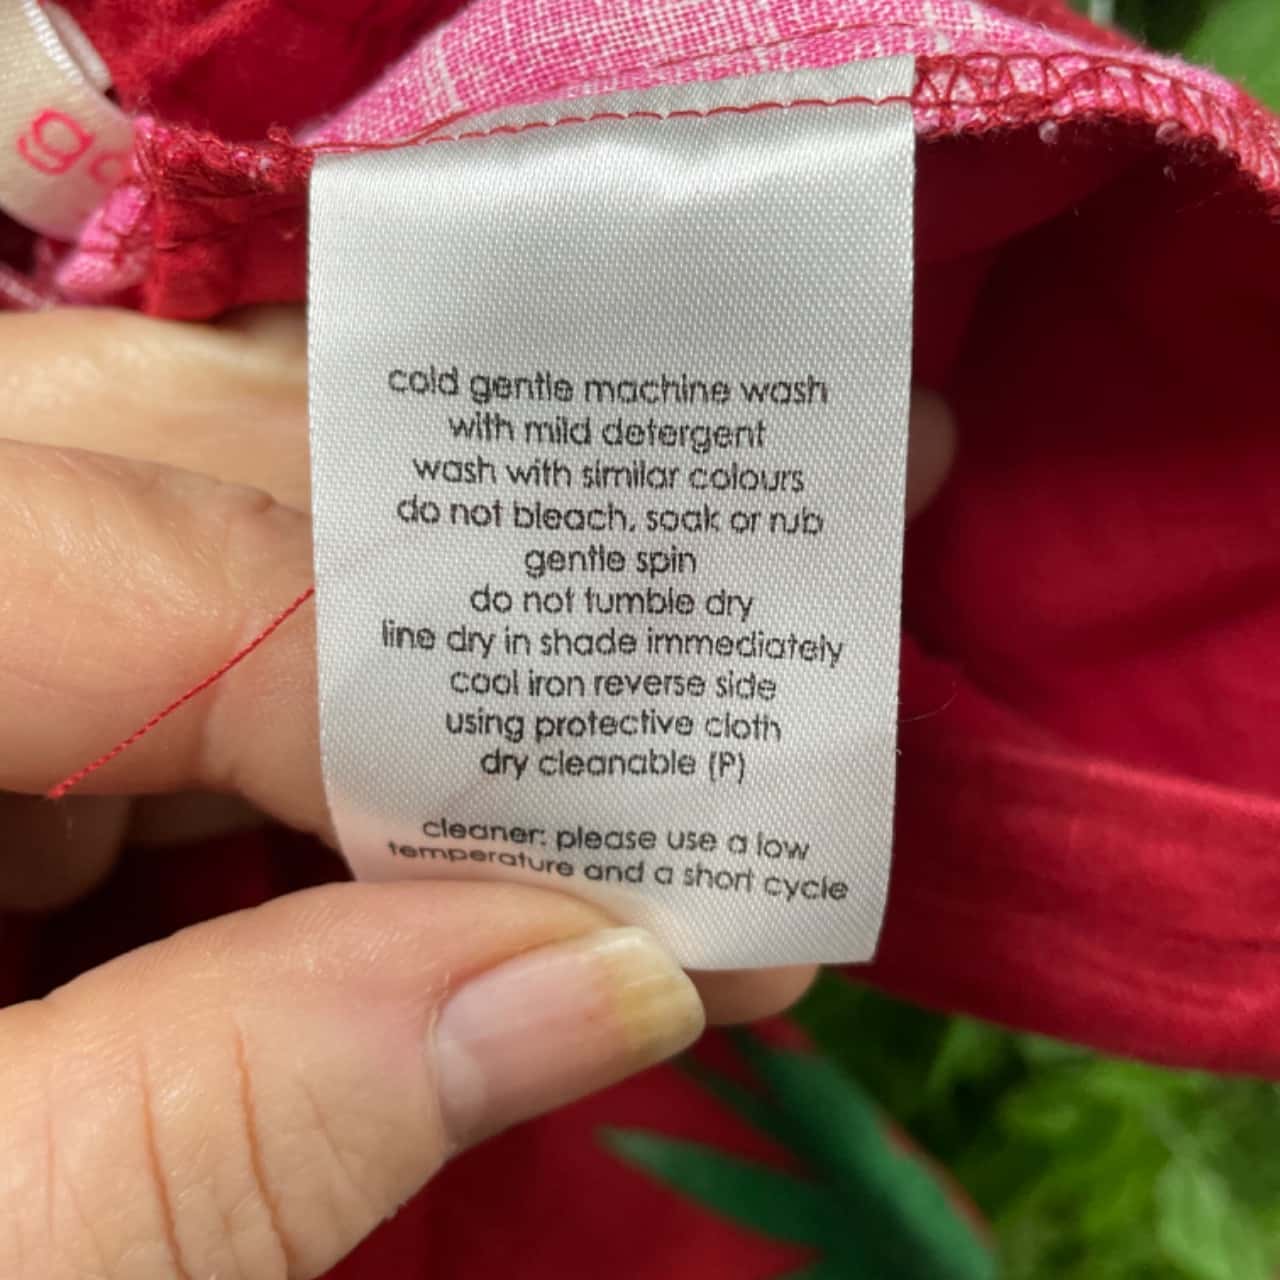 cold gentle machine wash
with mild detergent
wash with similar colours
do not bleach, soak or rub
gentle spin
do not tumble dry
line dry in shade immediately
cool iron reverse side
using protective cloth
dry cleanable (P)
cleaner: please use a low
temperature and a short cycle